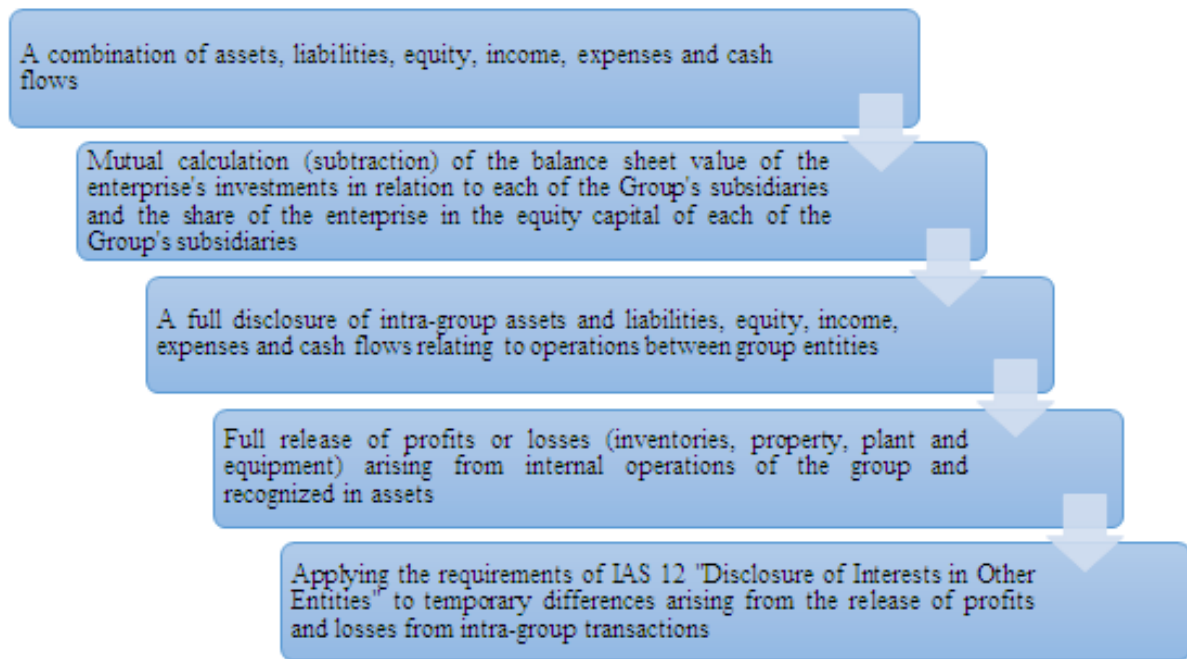 A combination of assets, liabilities, equity, income, expenses and cash
flows
Mutual calculation (subtraction) of the balance sheet value of the
enterprise's investments in relation to each of the Group's subsidiaries
and the share of the enterprise in the equity capital of each of the
Group's subsidiaries
A full disclosure of intra-group assets and liabilities, equity, income,
expenses and cash flows relating to operations between group entities
Full release of profits or losses (inventories, property, plant and
equipment) arising from internal operations of the group and
recognized in assets
Applying the requirements of IAS 12 "Disclosure of Interests in Other
Entities" to temporary differences arising from the release of profits
and losses from intra-group transactions